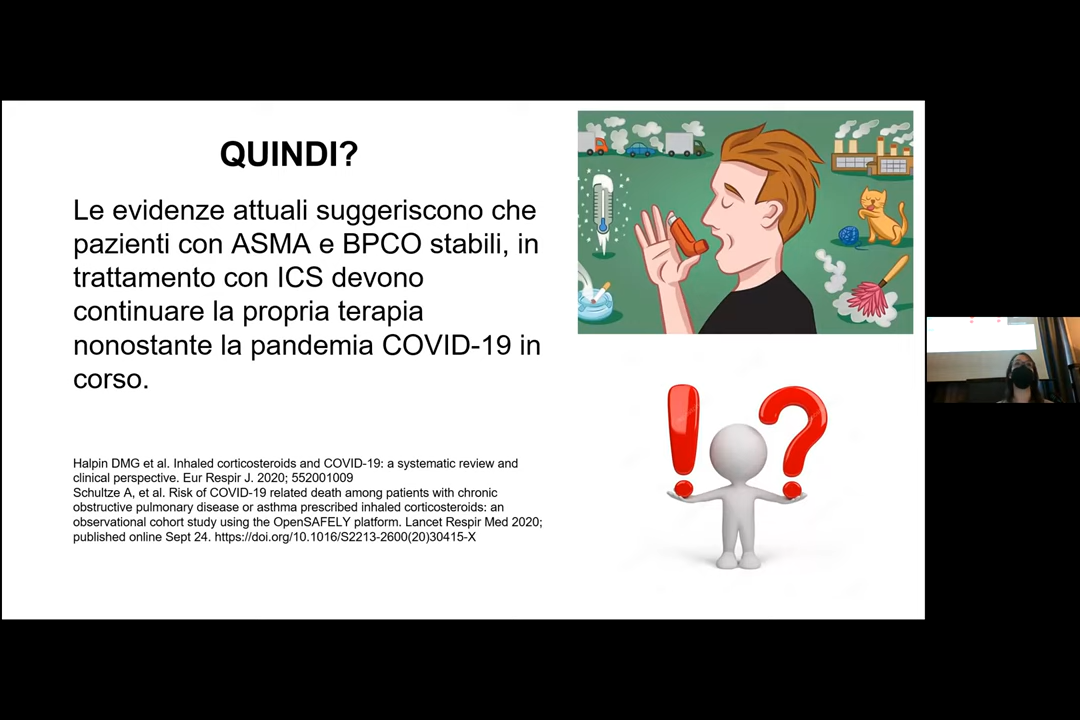 QUINDI?
Le evidenze attuali suggeriscono che
pazienti con ASMA e BPCO stabili, in
trattamento con ICS devono
continuare la propria terapia
nonostante la pandemia COVID-19 in
corso.
Halpin DMG et al. Inhaled corticosteroids and COVID-19: a systematic review and
clinical perspective. Eur Respir J. 2020; 552001009
Schultze A, et al. Risk of COVID-19 related death among patients with chronic
obstructive pulmonary disease or asthma prescribed inhaled corticosteroids: an
observational cohort study using the OpenSAFELY platform. Lancet Respir Med 2020;
published online Sept 24. https://doi.org/10.1016/S2213-2600(20)30415-X